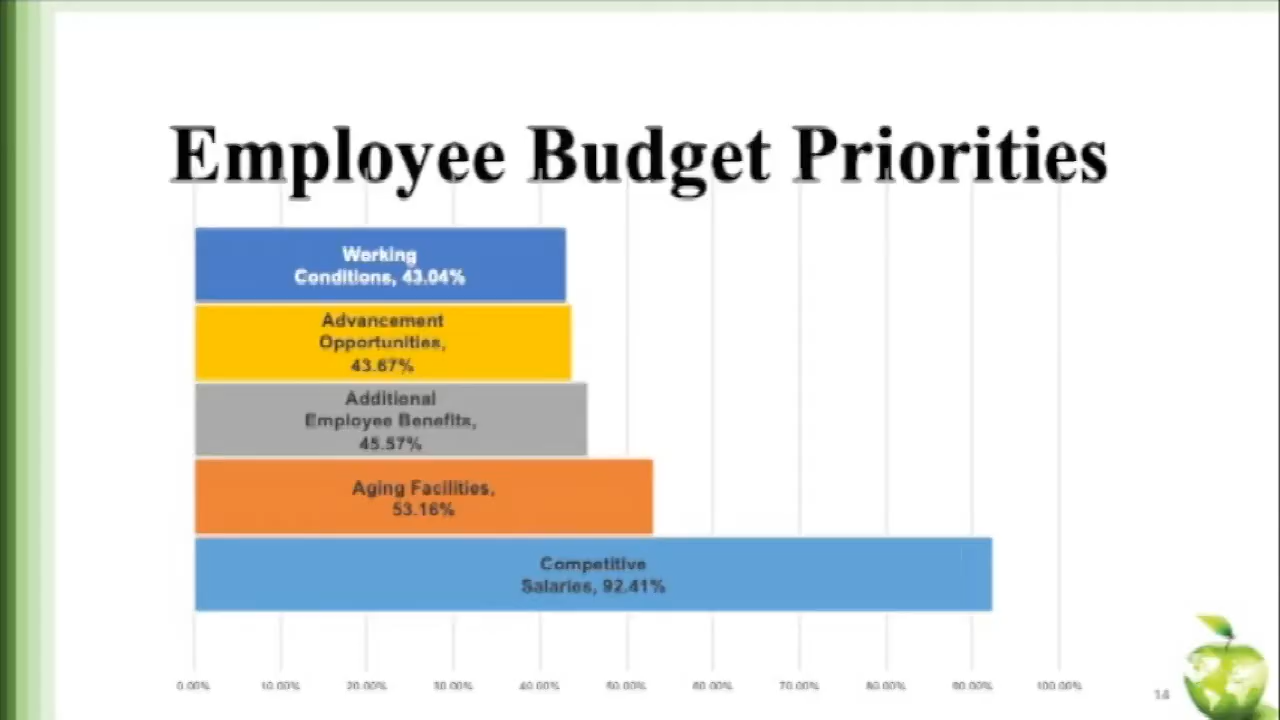 Employee Budget Priorities
Working
Conditions, 43.04%
Advancement
Opportunities,
43.67%
Additional
Employee Benefits,
45.57%
Aging Facilities,
53.16%
Competitive
Salaries, 92.41%
0.00% 10.00% 20.00% 30.00% 40.00% 50.00% 60.00% 70.00% 80.00% 90.00% 100.00%
14